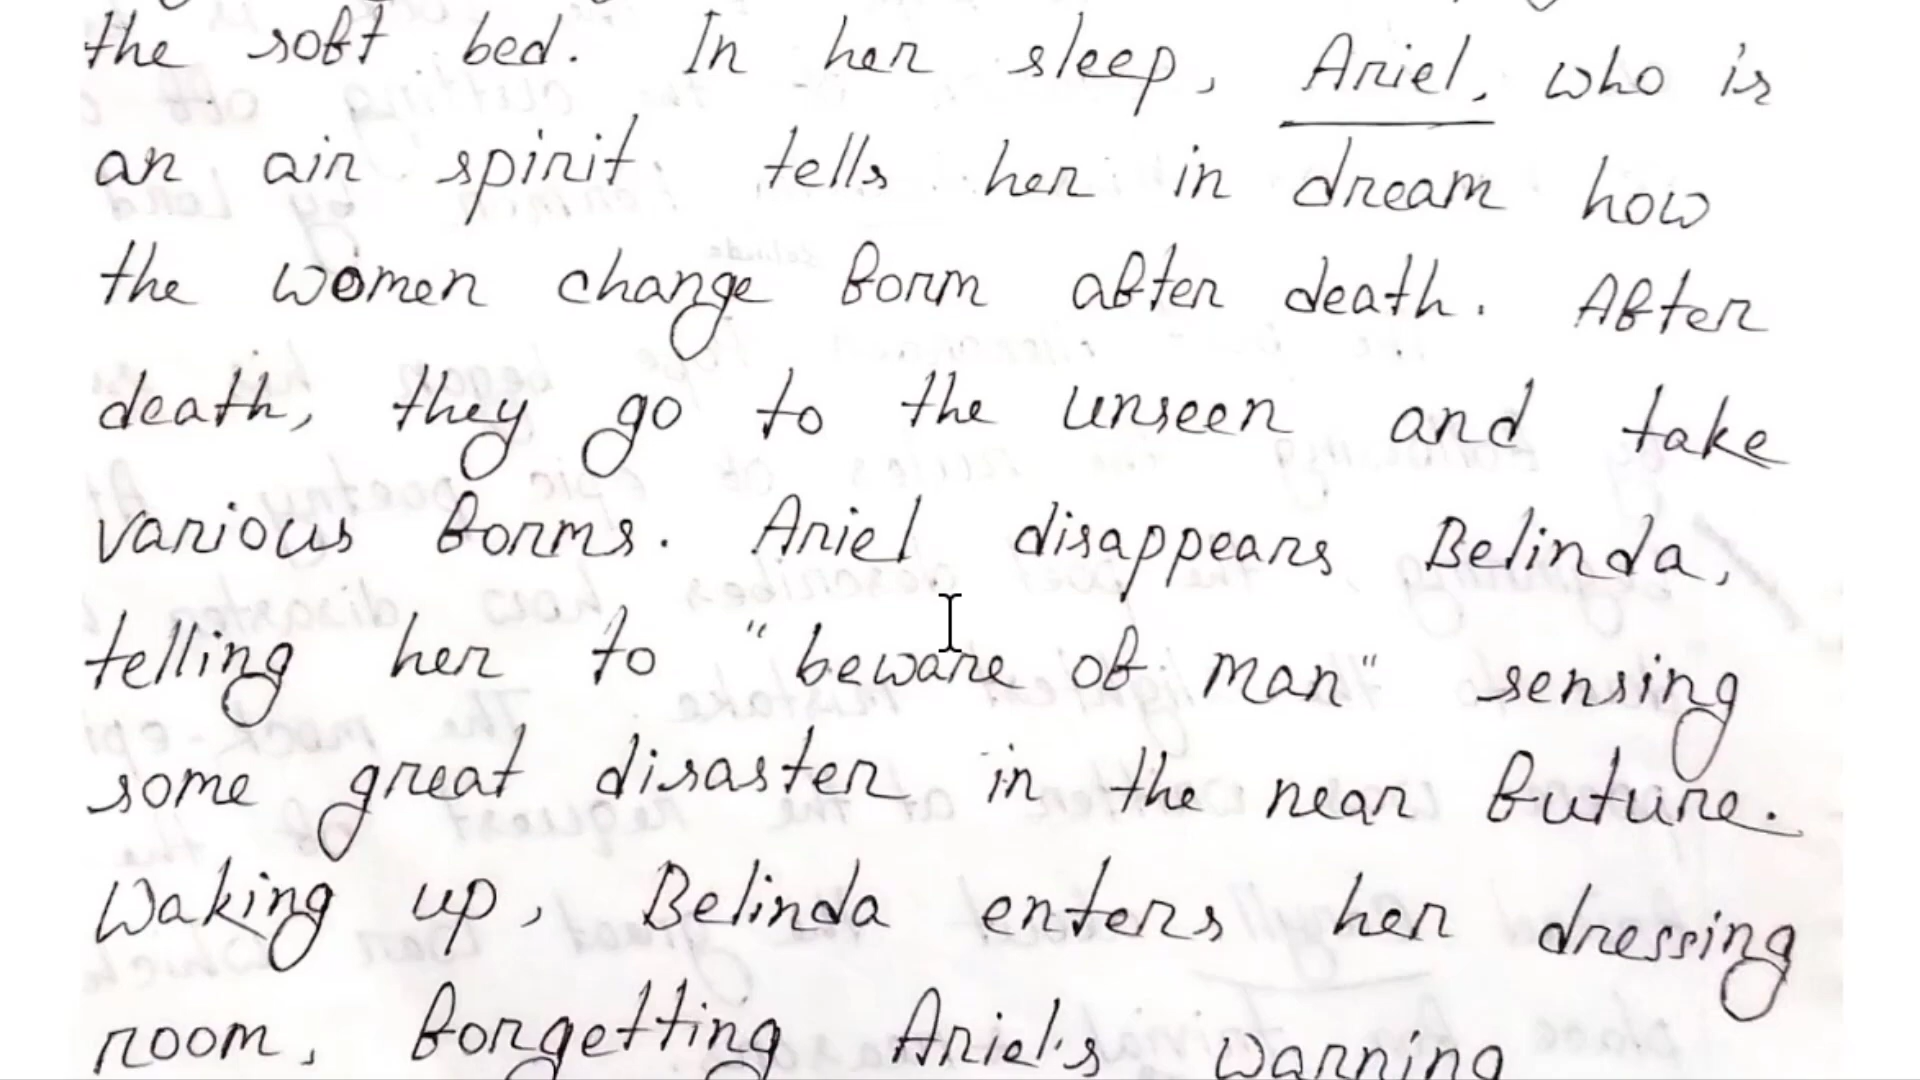 the soft bed. In her sleep, Ariel, who is
an air spirit tells her in dream how
the women change form after death. After
death, they go to the unseen and take
various forms. Ariel disappears Belinda,
telling her to "beware of man" sensing
some great disaster in the near future.
Waking up, Belinda enters her dressing
room, forgetting Ariel's warning